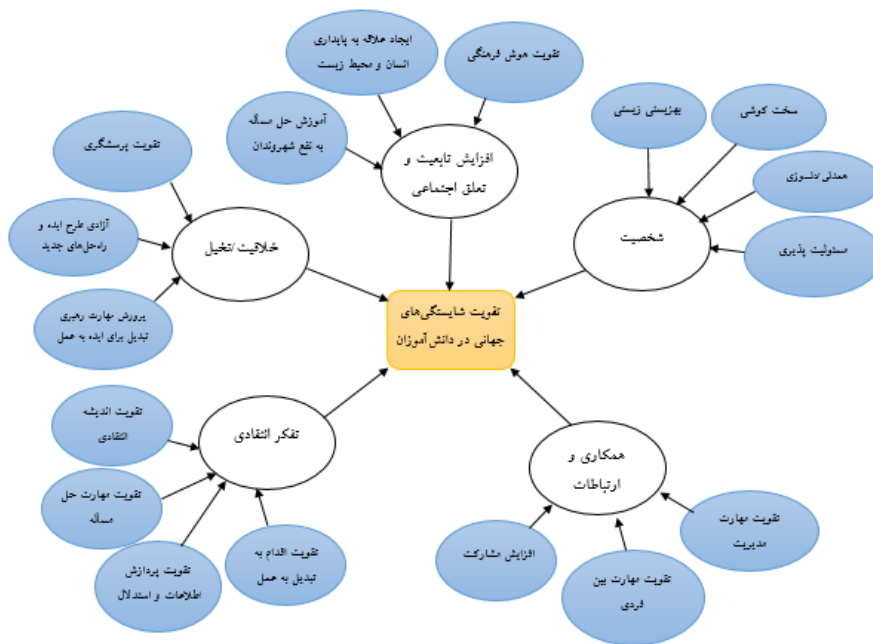 ایجاد علاقه به پایداری
انسان و محیط زیست
تقویت هوش فرهنگی
آموزش حل مسأله
به نفع شهروندان
افزایش تابعیت و
تعلق اجتماعی
بهزیستی زیستی
سخت کوشی
همدلی/دلسوزی
مسئولیت پذیری
شخصیت
تقویت پرسشگری
آزادی طرح ایده و
راه‌حل‌های جدید
پرورش مهارت رهبری
تبدیل برای ایده به عمل
خلاقیت/تخیل
تقویت شایستگی‌های
جهانی در دانش‌آموزان
تقویت اندیشه
انتقادی
تقویت مهارت حل
مسأله
تقویت پردازش
اطلاعات و استدلال
تقویت اقدام به
تبدیل به عمل
تفکر انتقادی
همکاری و
ارتباطات
افزایش مشارکت
تقویت مهارت بین
فردی
تقویت مهارت
مدیریت